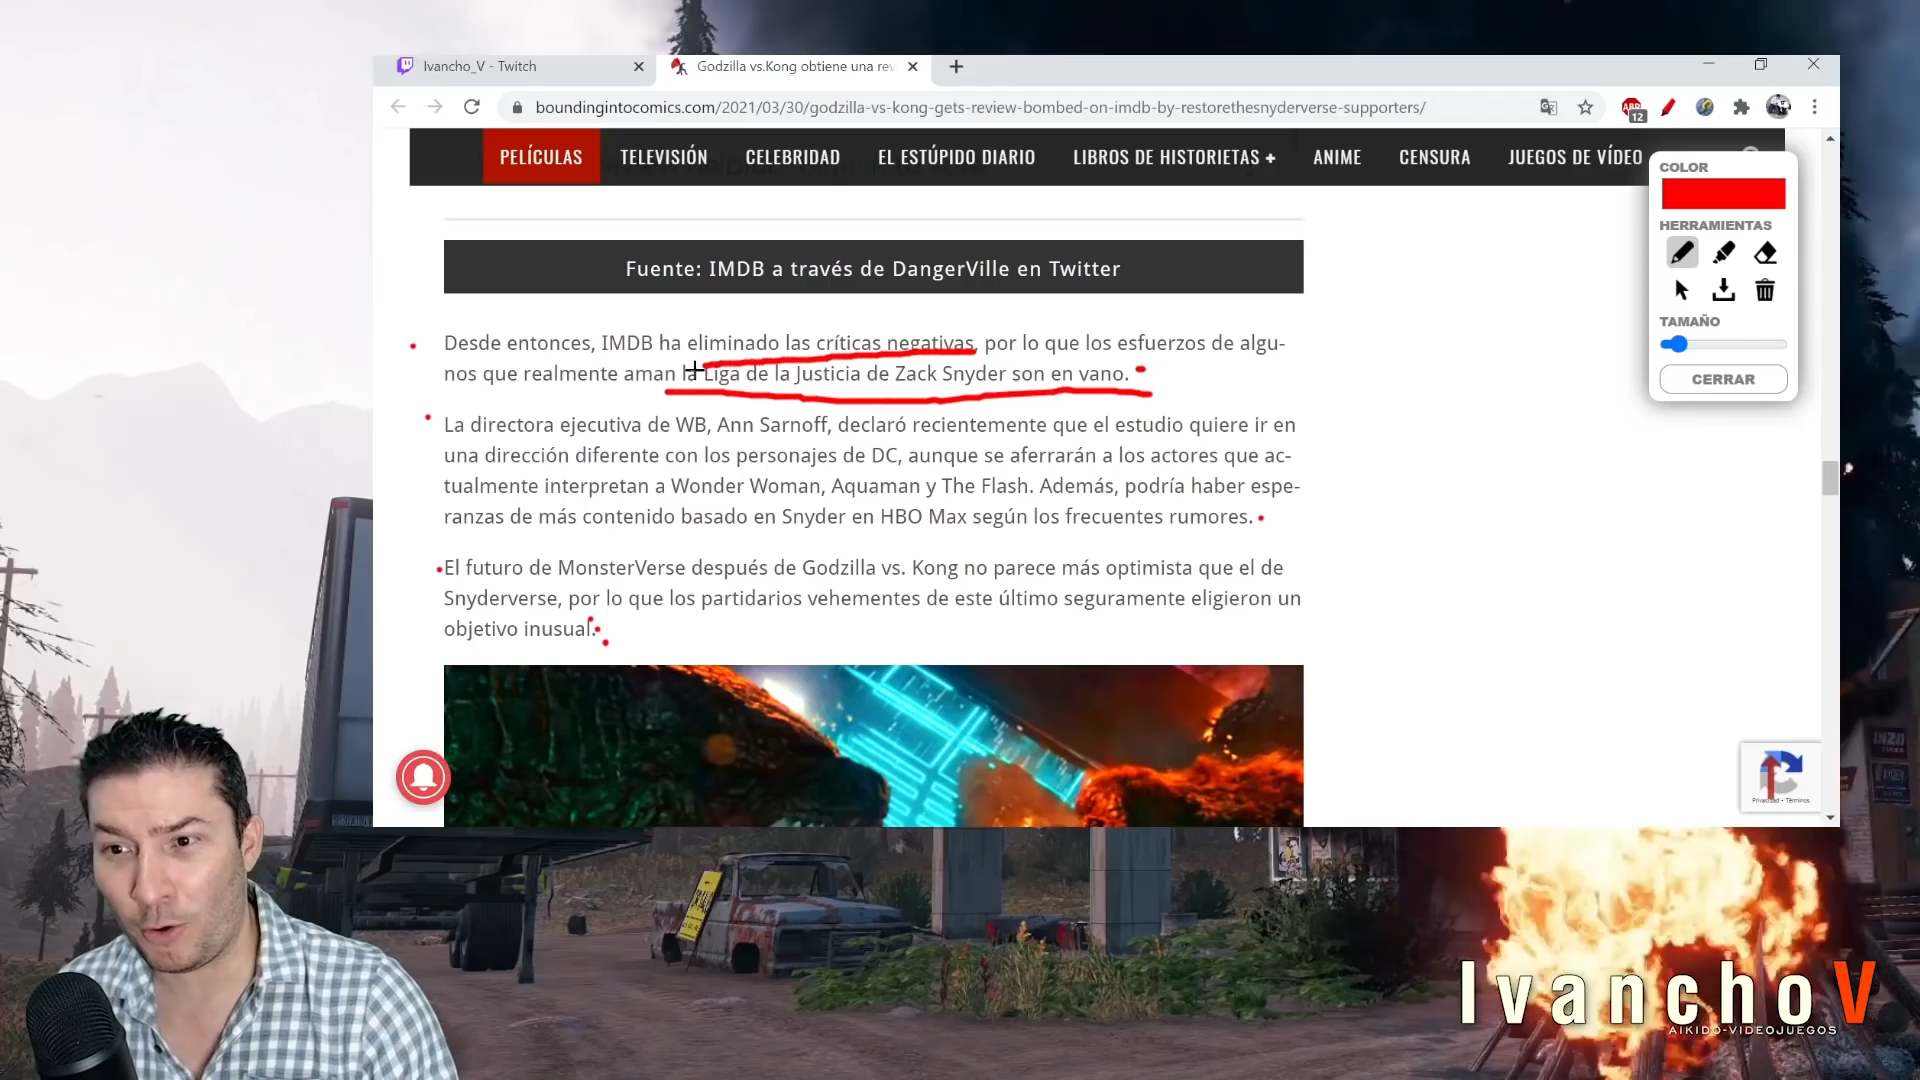 Ivancho_V - Twitch
Godzilla vs.Kong obtiene una rev
boundingintocomics.com/2021/03/30/godzilla-vs-kong-gets-review-bombed-on-imdb-by-restorethesnyderverse-supporters/
ABP
12
PELÍCULAS TELEVISIÓN CELEBRIDAD EL ESTÚPIDO DIARIO LIBROS DE HISTORIETAS + ANIME CENSURA JUEGOS DE VÍDEO
COLOR
HERRAMIENTAS
TAMAÑO
CERRAR
Fuente: IMDB a través de DangerVille en Twitter
Desde entonces, IMDB ha eliminado las críticas negativas, por lo que los esfuerzos de algu-
nos que realmente aman la Liga de la Justicia de Zack Snyder son en vano.
La directora ejecutiva de WB, Ann Sarnoff, declaró recientemente que el estudio quiere ir en
una dirección diferente con los personajes de DC, aunque se aferrarán a los actores que ac-
tualmente interpretan a Wonder Woman, Aquaman y The Flash. Además, podría haber espe-
ranzas de más contenido basado en Snyder en HBO Max según los frecuentes rumores.
El futuro de MonsterVerse después de Godzilla vs. Kong no parece más optimista que el de
Snyderverse, por lo que los partidarios vehementes de este último seguramente eligieron un
objetivo inusual.
Privacidad - Términos
IvanchoV
AIKIDO-VIDEOJUEGOS